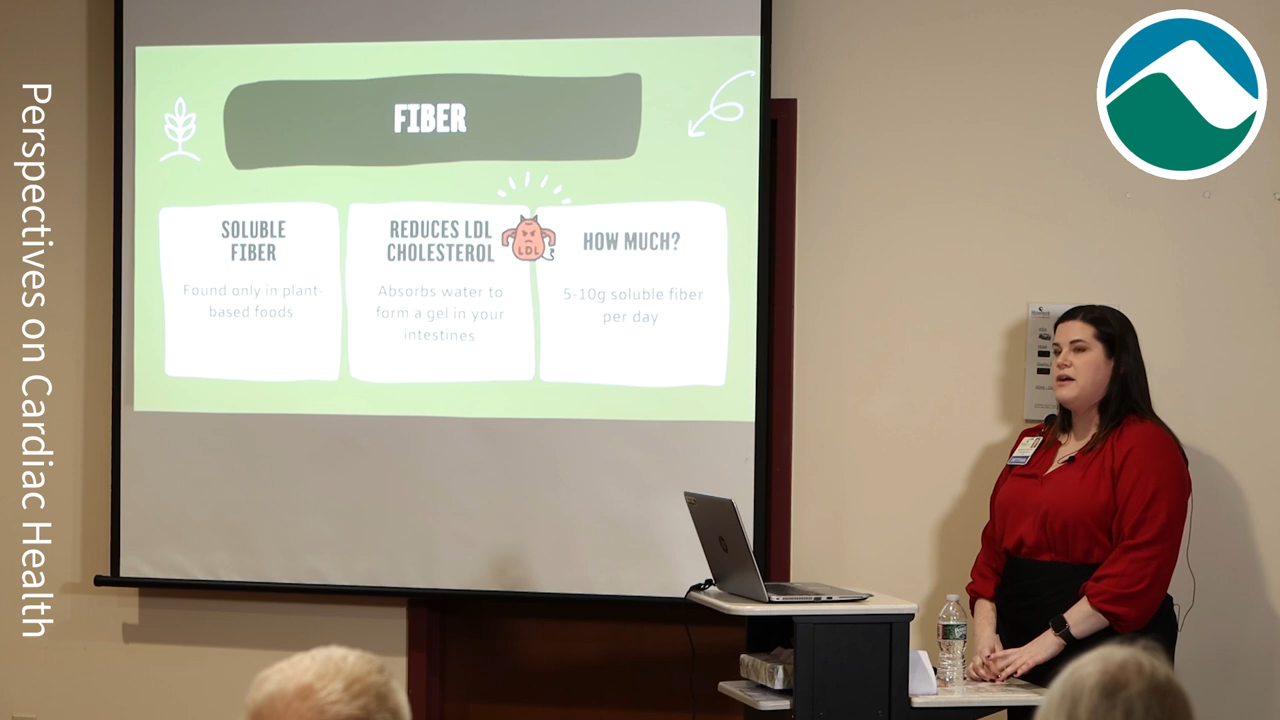 Perspectives on Cardiac Health
FIBER
SOLUBLE
FIBER
Found only in plant-
based foods
REDUCES LDL
CHOLESTEROL
Absorbs water to
form a gel in your
intestines
LDL
HOW MUCH?
5-10g soluble fiber
per day